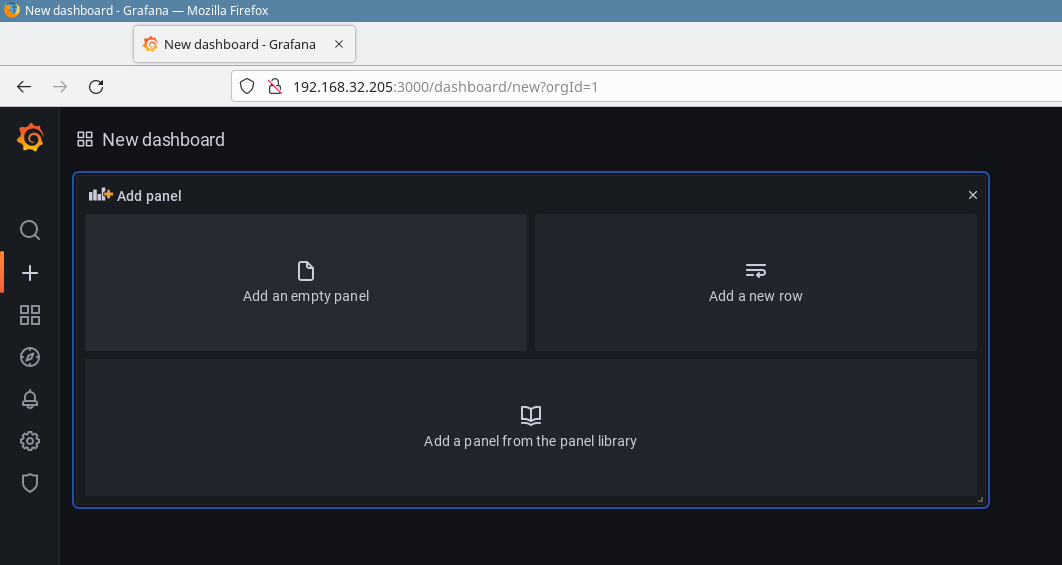 New dashboard - Grafana — Mozilla Firefox
New dashboard - Grafana
192.168.32.205:3000/dashboard/new?orgId=1
New dashboard
Add panel
Add an empty panel
Add a new row
Add a panel from the panel library